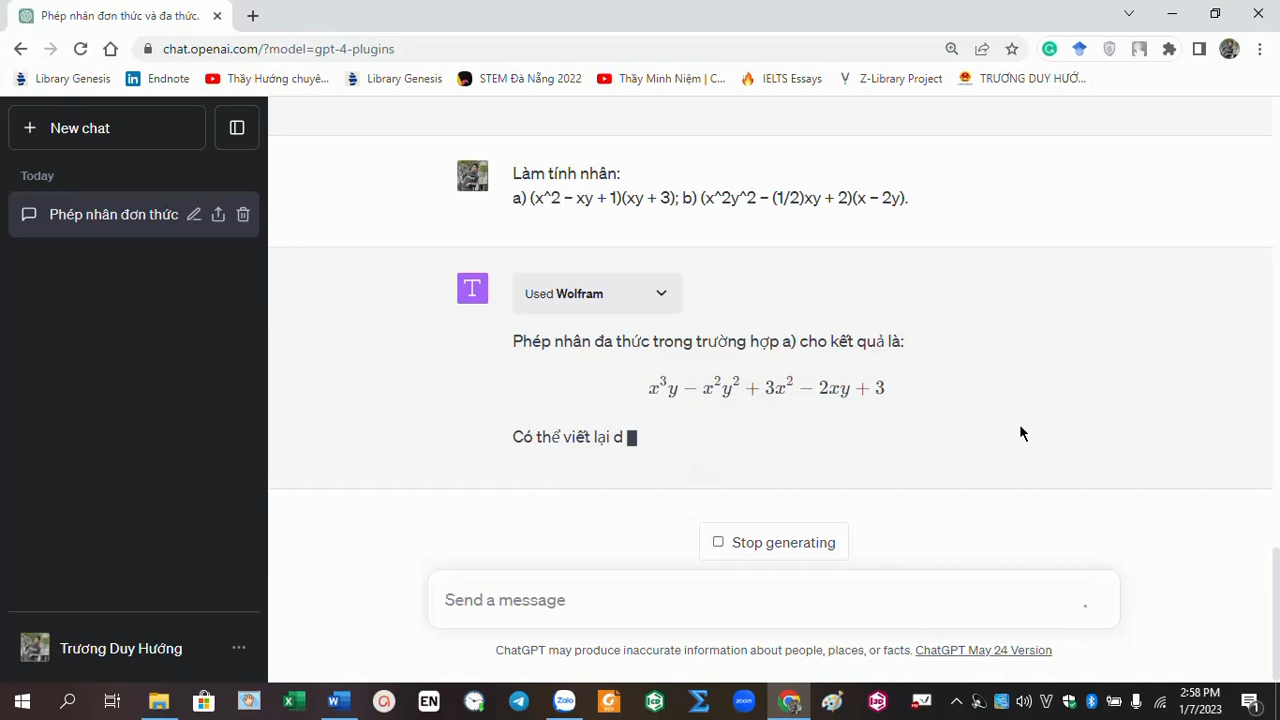 Phép nhân đơn thức và đa thức.
chat.openai.com/?model=gpt-4-plugins
Library Genesis
Endnote
Thầy Hướng chuyê...
Library Genesis
STEM Đà Nẵng 2022
Thầy Minh Niệm | C...
IELTS Essays
Z-Library Project
TRƯƠNG DUY HƯỚ...
New chat
Today
Phép nhân đơn thức
Làm tính nhân:
a) (x^2 – xy + 1)(xy + 3); b) (x^2y^2 – (1/2)xy + 2)(x – 2y).
T
Used Wolfram
Phép nhân đa thức trong trường hợp a) cho kết quả là:
x³y − x²y² + 3x² − 2xy + 3
Có thể viết lại d
Stop generating
Send a message
ChatGPT may produce inaccurate information about people, places, or facts. ChatGPT May 24 Version
Trương Duy Hướng
EN
Zalo
zoom
2:58 PM
1/7/2023